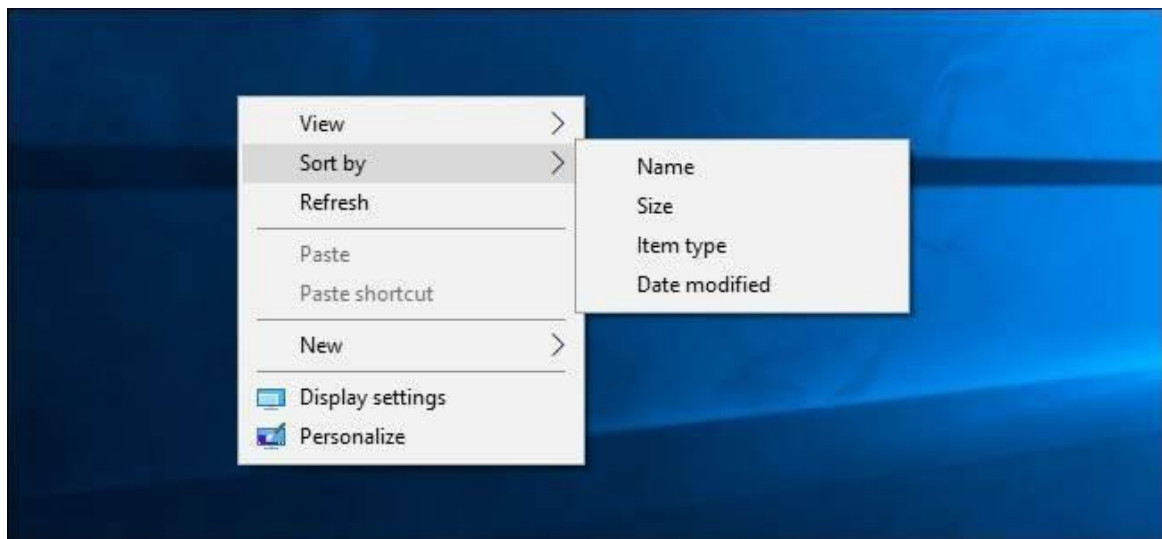 View
Sort by
Refresh
Paste
Paste shortcut
New
Display settings
Personalize
Name
Size
Item type
Date modified